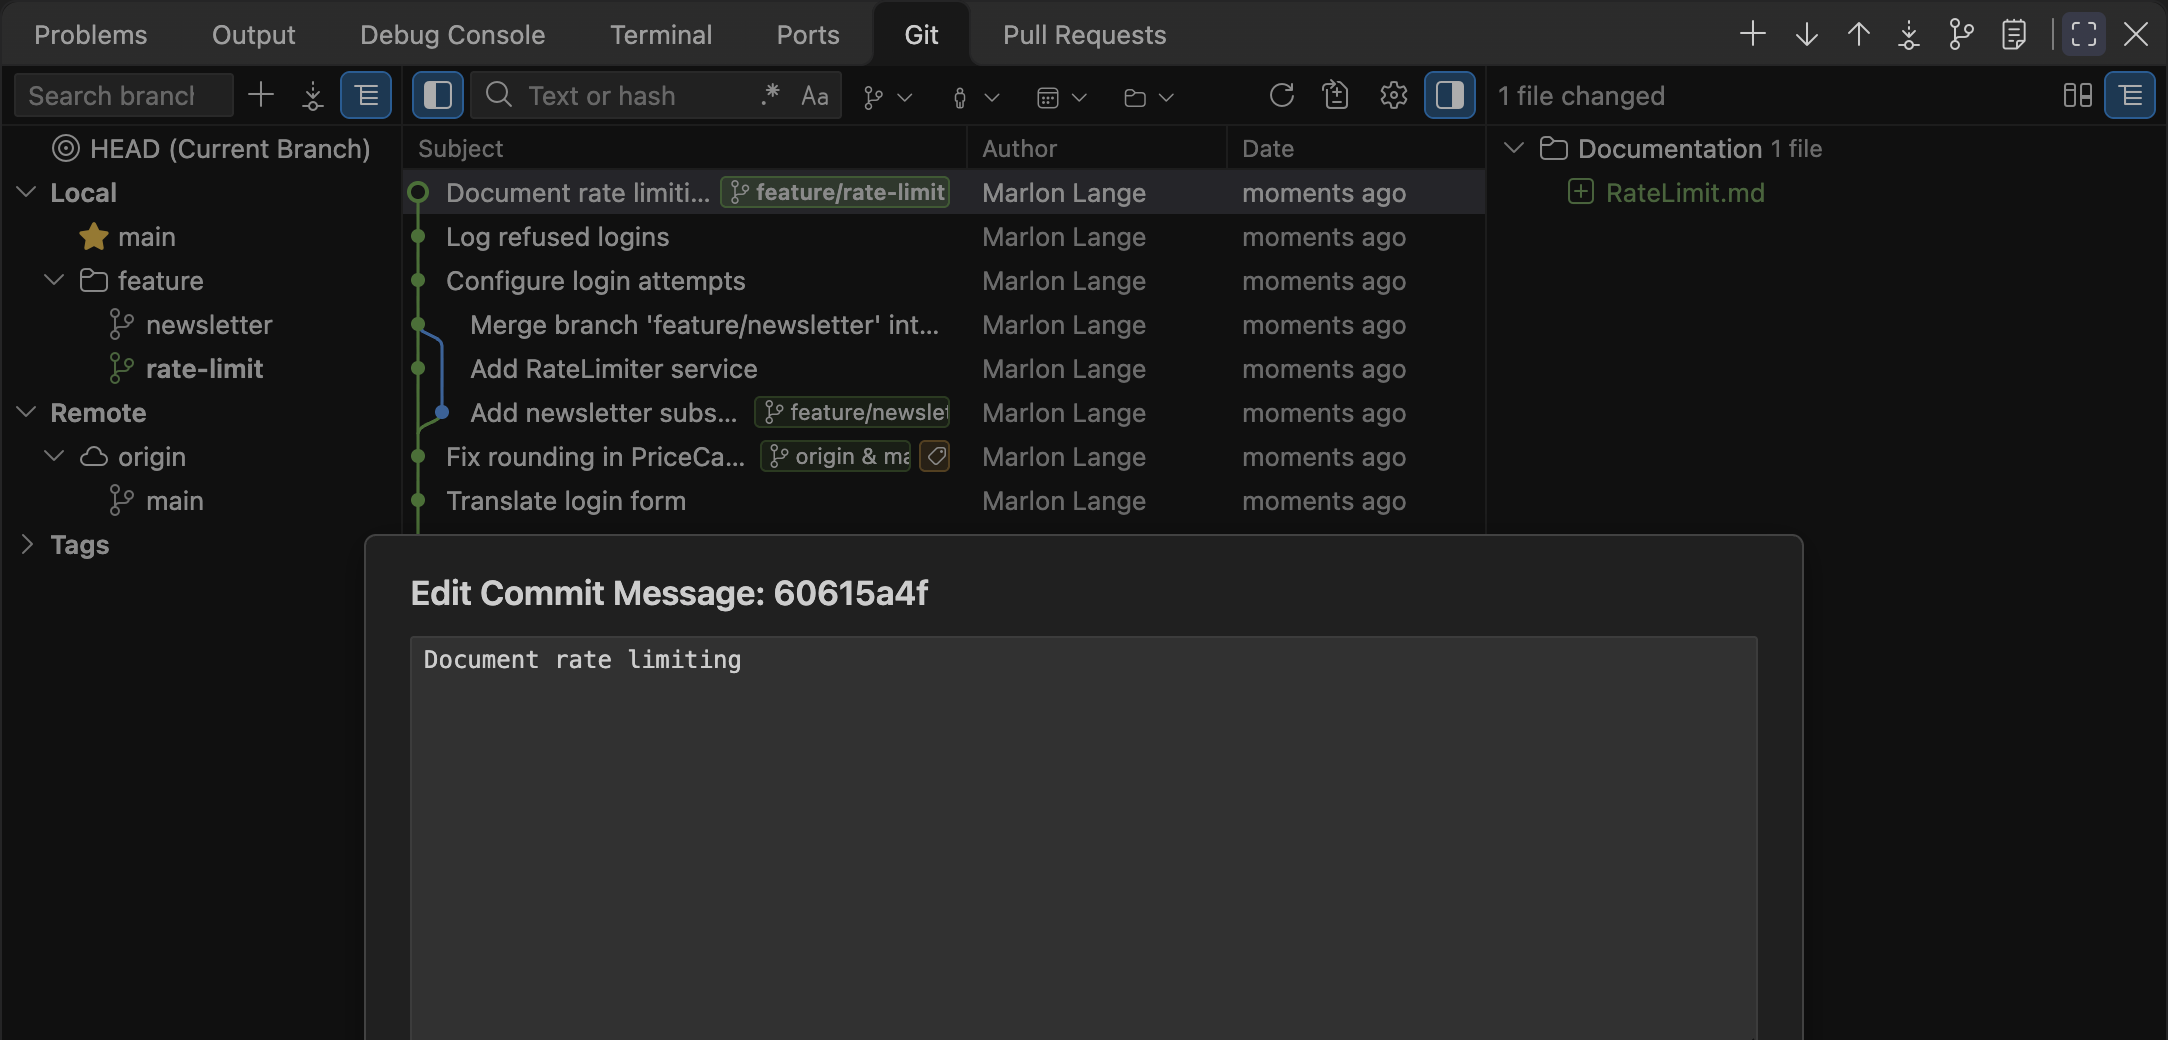 Problems Output Debug Console Terminal Ports Git Pull Requests
Search branch
Text or hash .* Aa
1 file changed
HEAD (Current Branch)
Local
main
feature
newsletter
rate-limit
Remote
origin
main
Tags
Subject Author Date
Document rate limiti... feature/rate-limit Marlon Lange moments ago
Log refused logins Marlon Lange moments ago
Configure login attempts Marlon Lange moments ago
Merge branch 'feature/newsletter' int... Marlon Lange moments ago
Add RateLimiter service Marlon Lange moments ago
Add newsletter subs... feature/newslet Marlon Lange moments ago
Fix rounding in PriceCa... origin & ma Marlon Lange moments ago
Translate login form Marlon Lange moments ago
Documentation 1 file
RateLimit.md
Edit Commit Message: 60615a4f
Document rate limiting